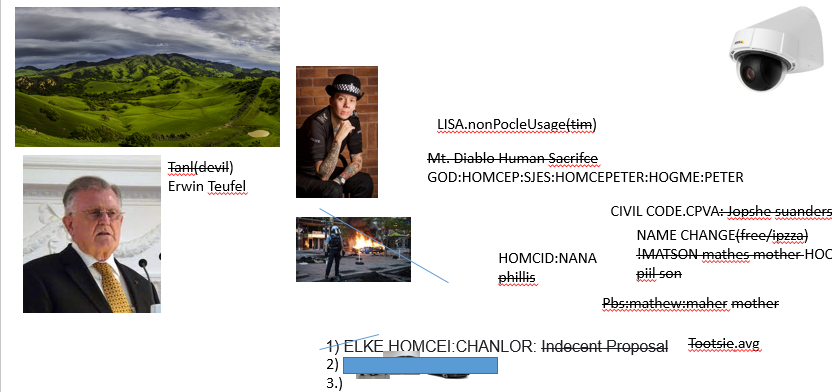 LISA.nonPocleUsage(tim)
Mt. Diablo Human Sacrifce
GOD:HOMCEP:SJES:HOMCEPETER:HOGME:PETER
Tanl(devil)
Erwin Teufel
CIVIL CODE.CPVA: Jopshe suanders
NAME CHANGE(free/ipzza)
!MATSON mathes mother HOC
piil son
HOMCID:NANA
phillis
Pbs:mathew:maher mother
1) ELKE HOMCEI:CHANLOR: Indecent Proposal
Tootsie.avg
2)
3.)